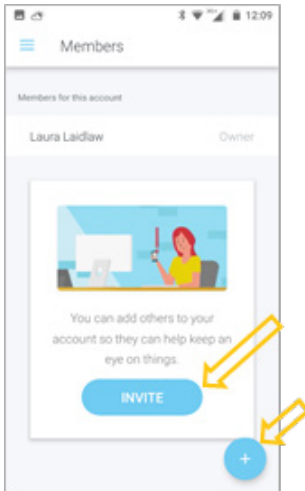 12:09
Members
Members for this account
Laura Laidlaw Owner
You can add others to your
account so they can help keep an
eye on things.
INVITE
+